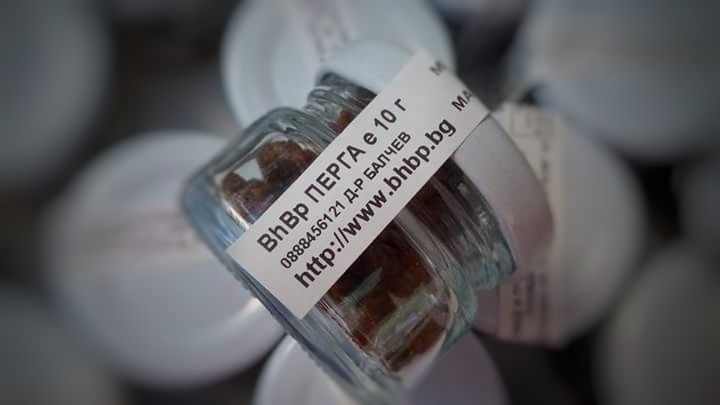 BhBp ПЕРГА е 10 г
0888456121 Д-Р БАЛЧЕВ
http://www.bhbp.bg